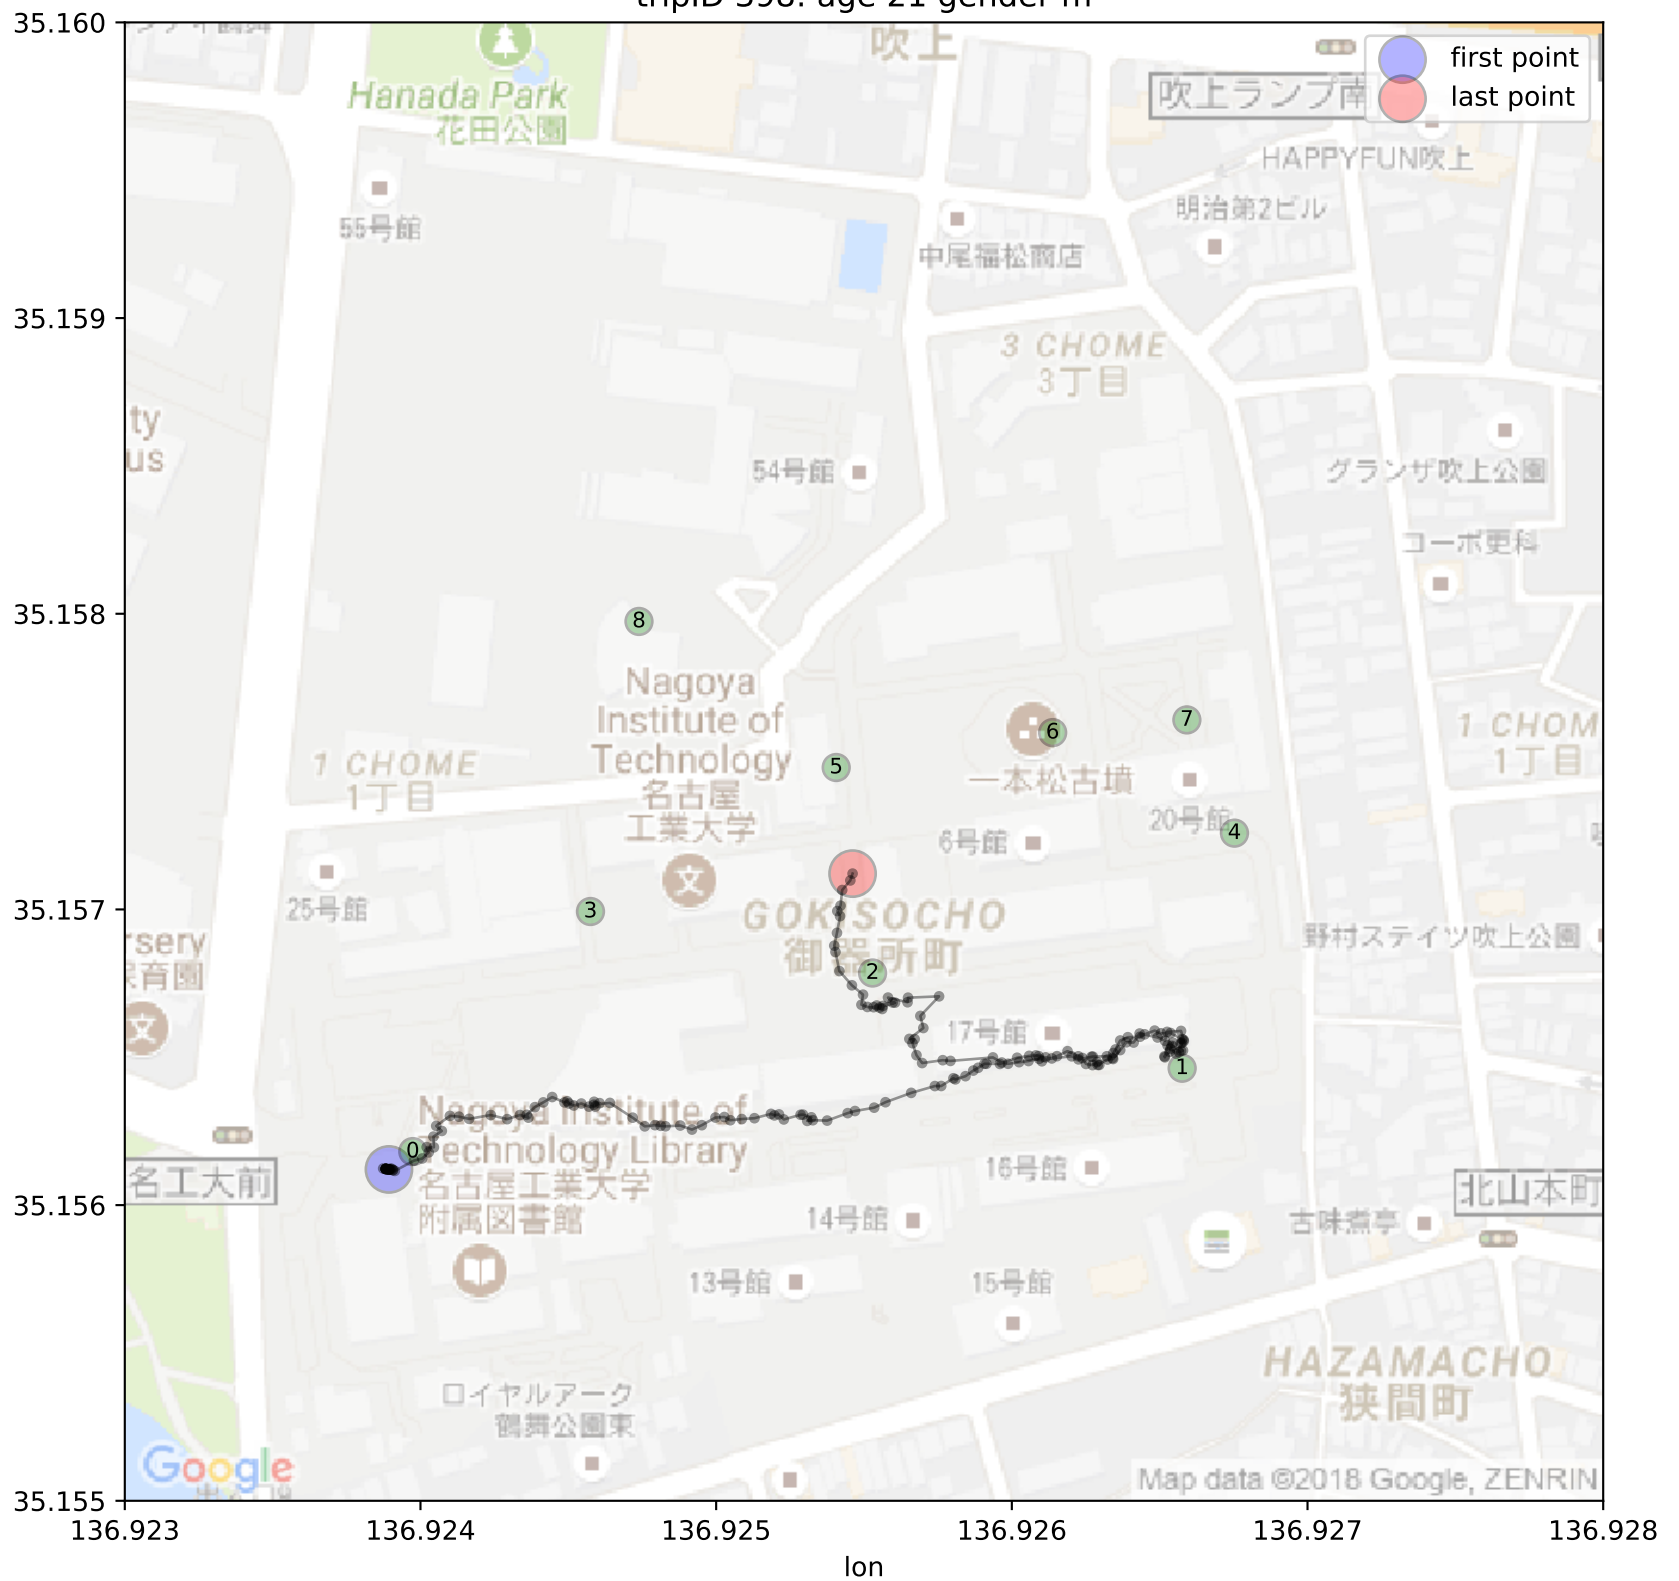 35.160
first point
last point
吹上
吹上ランプ南
Hanada Park
花田公園
HAPPYFUN吹上
明治第2ビル
55号館
中尾福松商店
35.159
3 CHOME
3丁目
ty
us
54号館
グランザ吹上公園
コーポ更科
35.158
8
Nagoya
Institute of
Technology
名古屋
工業大学
7
6
1 CHOM
1丁目
1 CHOME
1丁目
5
一本松古墳
20号館
4
6号館
25号館
3
35.157
GOKISOCHO
御器所町
野村ステイツ吹上公園
rsery
保育園
2
17号館
1
Nagoya Institute of
Technology Library
名古屋工業大学
附属図書館
0
名工大前
16号館
北山本町
35.156
14号館
古味煮亭
13号館
15号館
HAZAMACHO
狭間町
ロイヤルアーク
鶴舞公園東
Google
Map data ©2018 Google, ZENRIN
35.155
136.923
136.924
136.925
136.926
136.927
136.928
lon